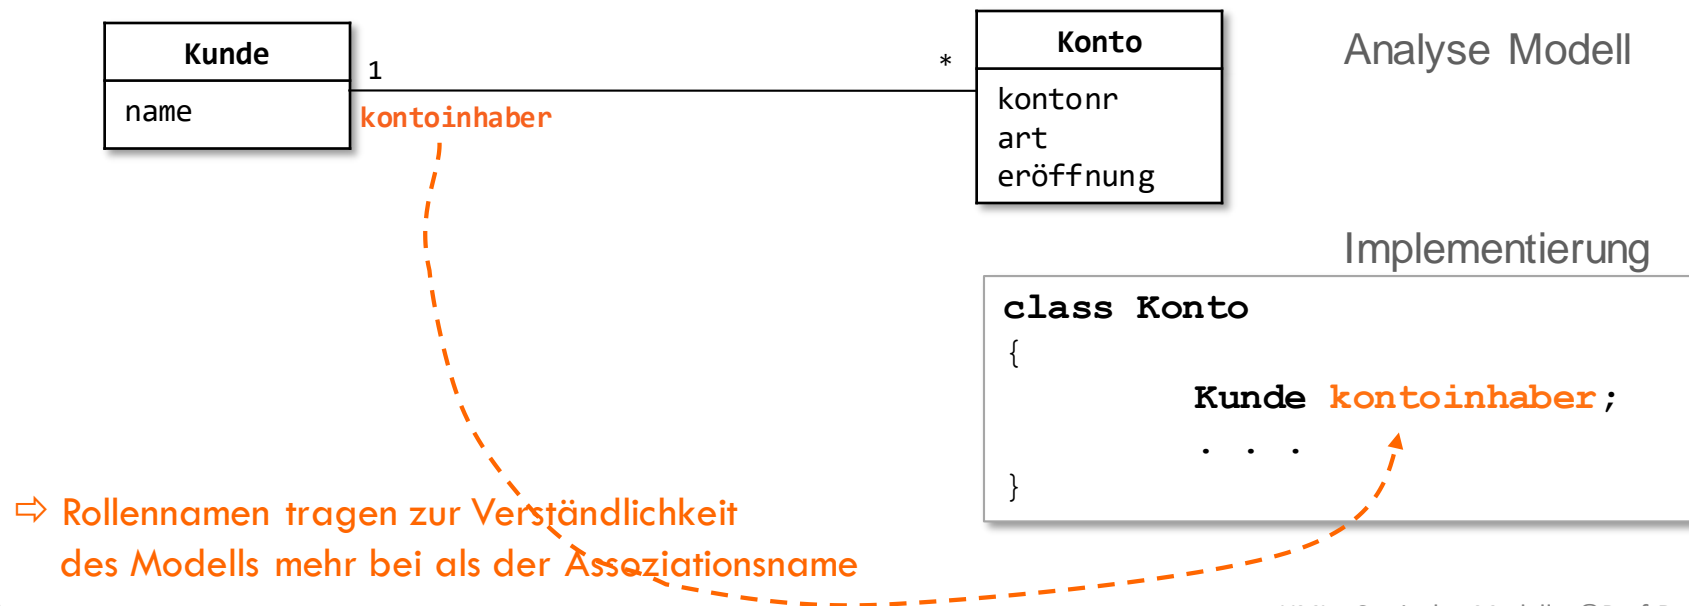 Kunde
name
1
kontoinhaber
*
Konto
kontonr
art
eröffnung
Analyse Modell
Implementierung
class Konto
{
Kunde kontoinhaber;
. . .
}
⇨ Rollennamen tragen zur Verständlichkeit
des Modells mehr bei als der Assoziationsname